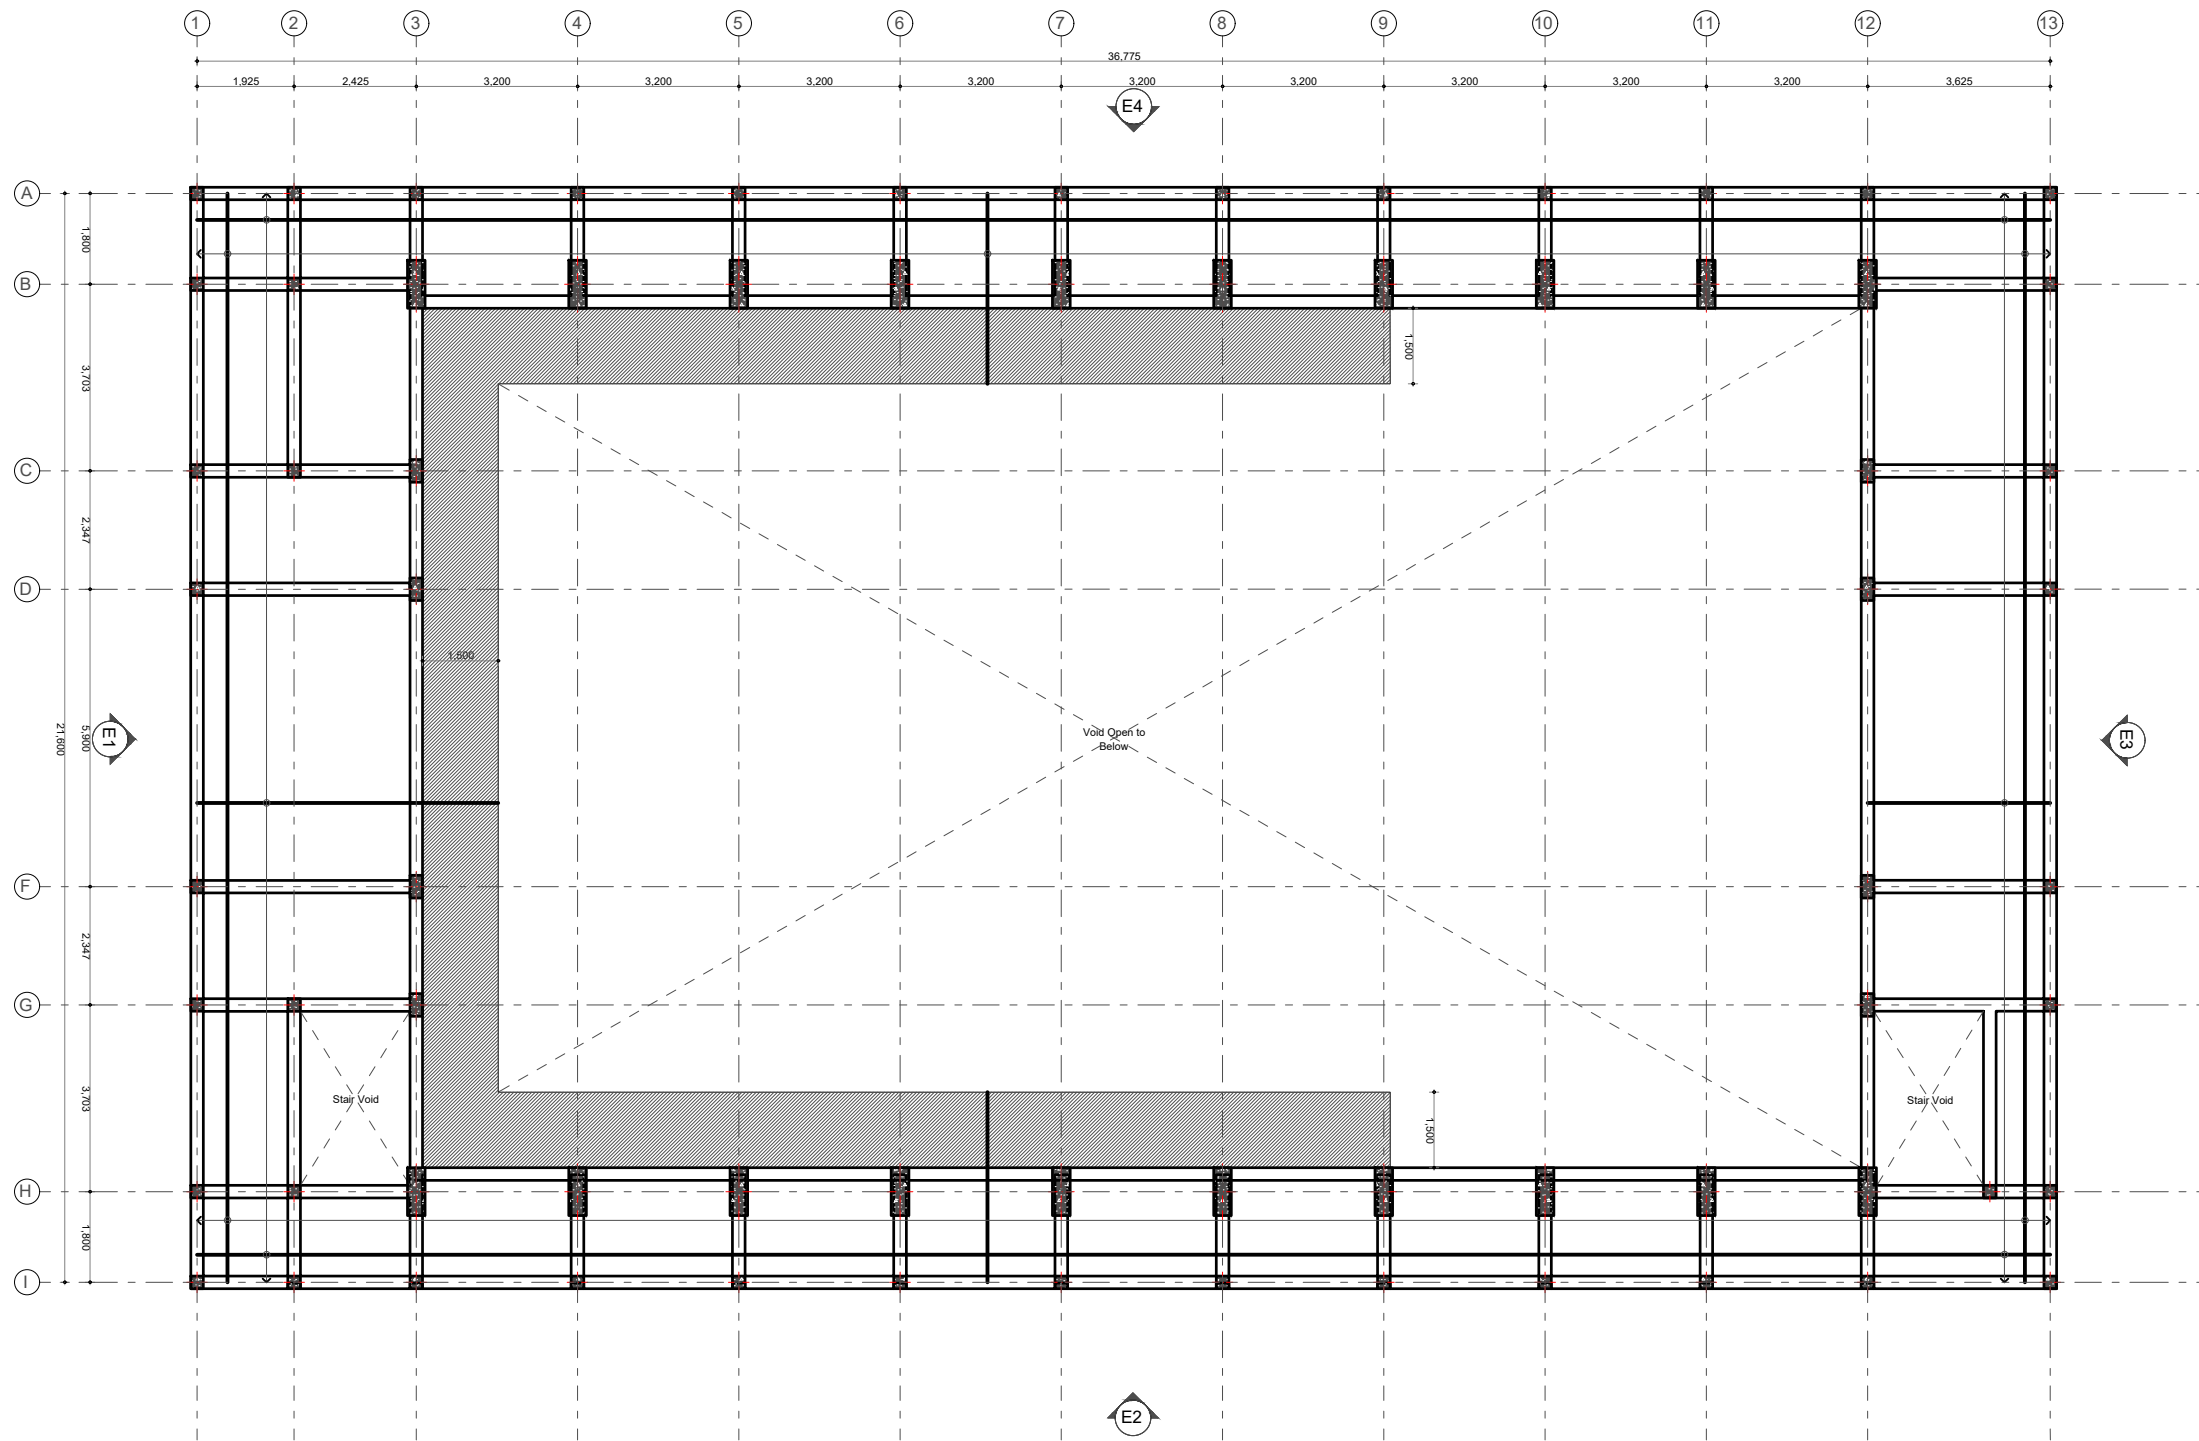 1 2 3 4 5 6 7 8 9 10 11 12 13
36,775
1,925 2,425 3,200 3,200 3,200 3,200 3,200 3,200 3,200 3,200 3,200 3,625
E4
A
1,800
B
1,500
3,703
C
2,347
D
1,500
21,600
5,900
E1
Void Open to
Below
E3
F
2,347
G
3,703
Stair Void
Stair Void
1,500
H
1,800
I
E2